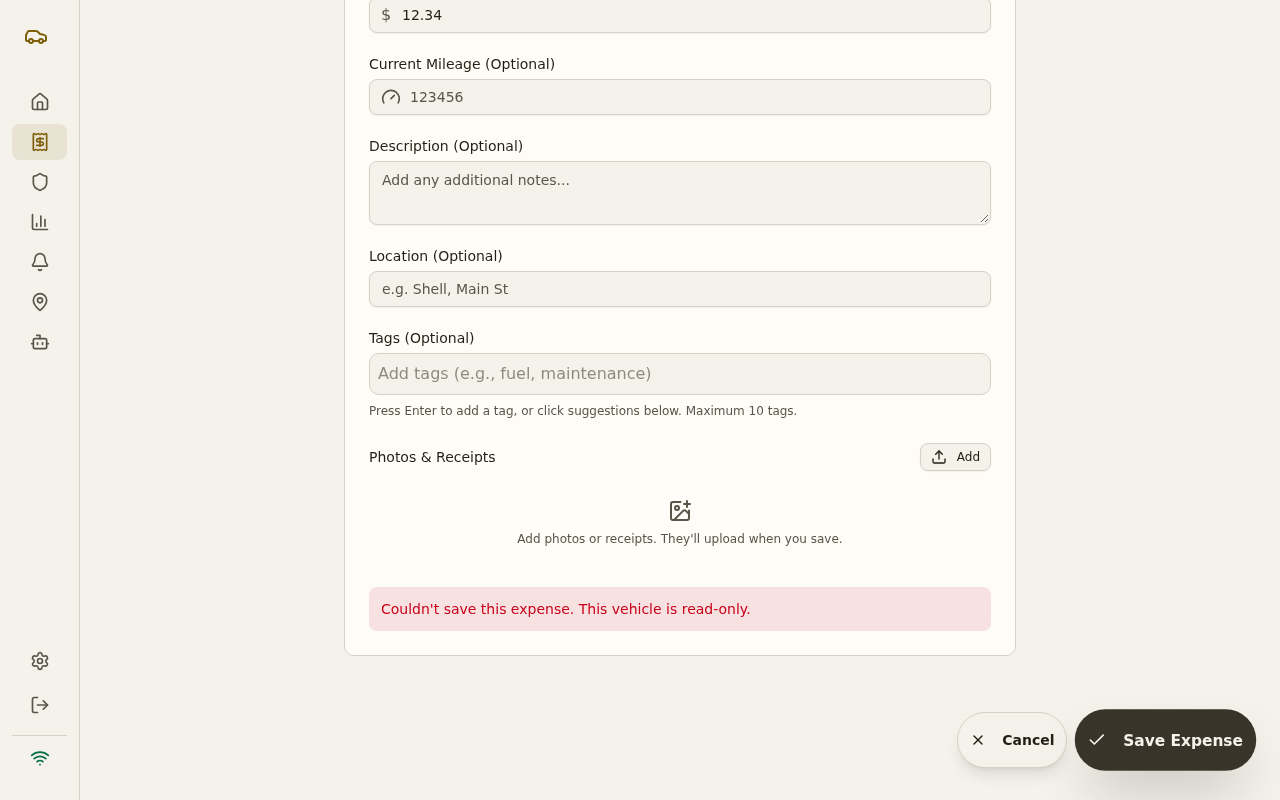 $ 12.34
Current Mileage (Optional)
123456
Description (Optional)
Add any additional notes...
Location (Optional)
e.g. Shell, Main St
Tags (Optional)
Add tags (e.g., fuel, maintenance)
Press Enter to add a tag, or click suggestions below. Maximum 10 tags.
Photos & Receipts
Add
Add photos or receipts. They'll upload when you save.
Couldn't save this expense. This vehicle is read-only.
Cancel
Save Expense